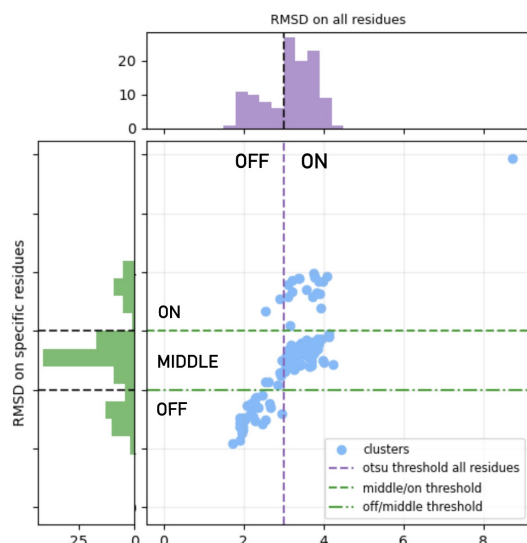 RMSD on all residues
20
10
0
OFF ON
RMSD on specific residues
ON
MIDDLE
OFF
clusters
otsu threshold all residues
middle/on threshold
off/middle threshold
25 0 0 2 4 6 8